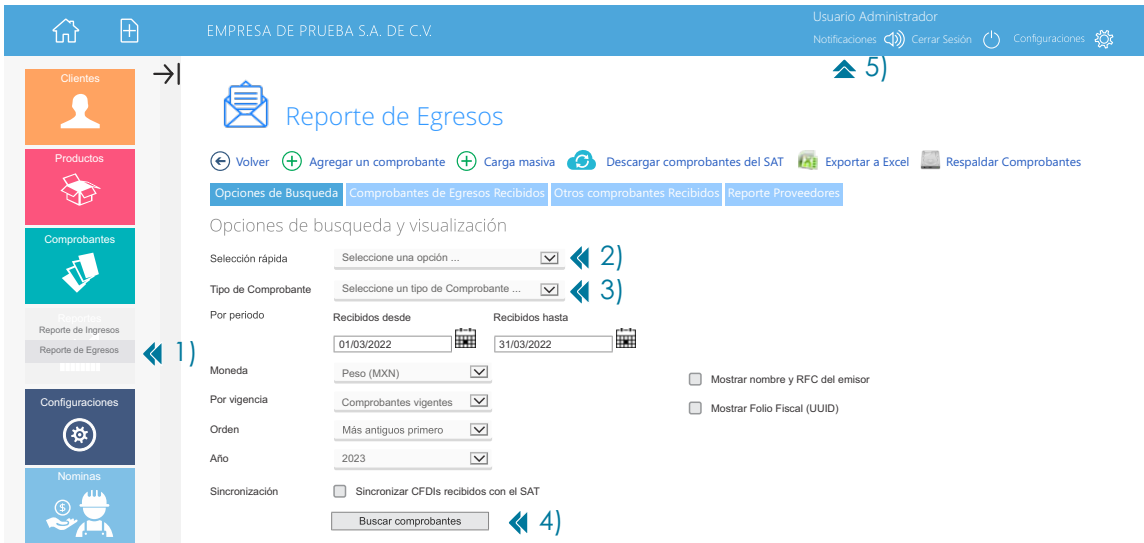 EMPRESA DE PRUEBA S.A. DE C.V.
Usuario Administrador
Notificaciones Cerrar Sesión Configuraciones
5)
Clientes
Productos
Comprobantes
Reportes
Reporte de Ingresos
Reporte de Egresos
1)
Configuraciones
Nominas
Reporte de Egresos
Volver Agregar un comprobante Carga masiva Descargar comprobantes del SAT Exportar a Excel Respaldar Comprobantes
Opciones de Busqueda Comprobantes de Egresos Recibidos Otros comprobantes Recibidos Reporte Proveedores
Opciones de busqueda y visualización
Selección rápida Seleccione una opción ... 2)
Tipo de Comprobante Seleccione un tipo de Comprobante ... 3)
Por periodo Recibidos desde Recibidos hasta
01/03/2022 31/03/2022
Moneda Peso (MXN) Mostrar nombre y RFC del emisor
Por vigencia Comprobantes vigentes Mostrar Folio Fiscal (UUID)
Orden Más antiguos primero
Año 2023
Sincronización Sincronizar CFDIs recibidos con el SAT
Buscar comprobantes 4)